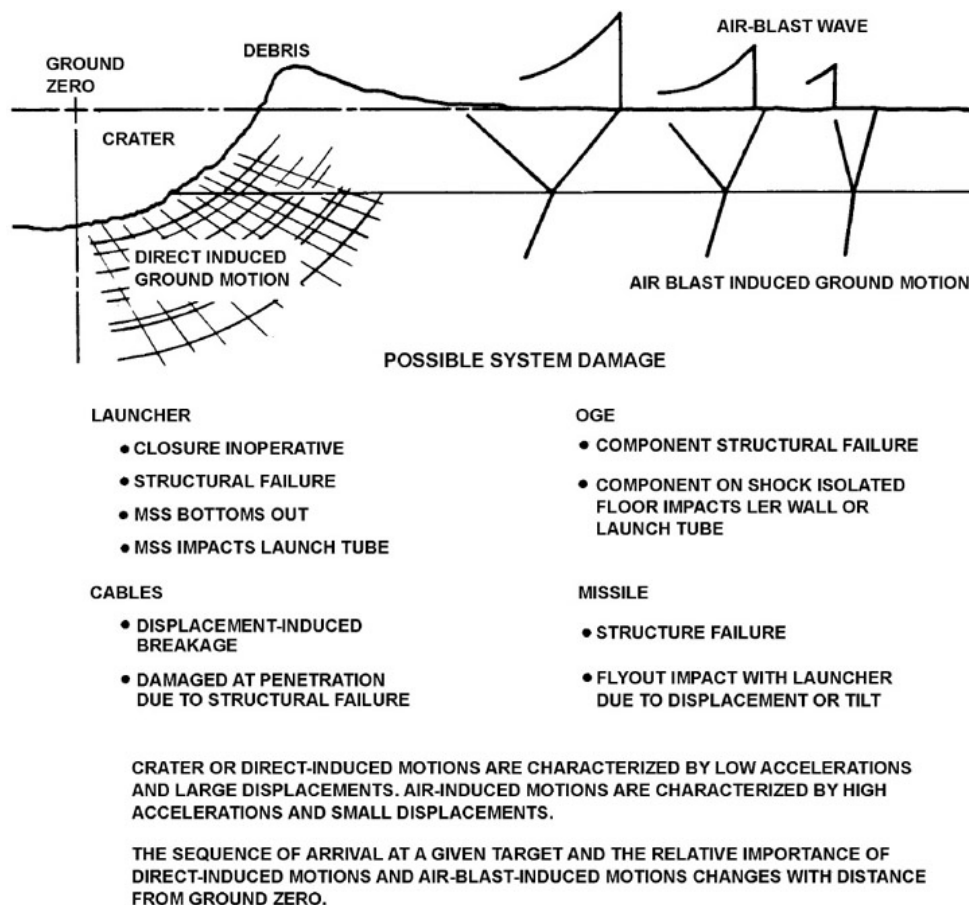 GROUND
ZERO
DEBRIS
AIR-BLAST WAVE
CRATER
DIRECT INDUCED
GROUND MOTION
AIR BLAST INDUCED GROUND MOTION
POSSIBLE SYSTEM DAMAGE
LAUNCHER
• CLOSURE INOPERATIVE
• STRUCTURAL FAILURE
• MSS BOTTOMS OUT
• MSS IMPACTS LAUNCH TUBE
OGE
• COMPONENT STRUCTURAL FAILURE
• COMPONENT ON SHOCK ISOLATED
FLOOR IMPACTS LER WALL OR
LAUNCH TUBE
CABLES
• DISPLACEMENT-INDUCED
BREAKAGE
• DAMAGED AT PENETRATION
DUE TO STRUCTURAL FAILURE
MISSILE
• STRUCTURE FAILURE
• FLYOUT IMPACT WITH LAUNCHER
DUE TO DISPLACEMENT OR TILT
CRATER OR DIRECT-INDUCED MOTIONS ARE CHARACTERIZED BY LOW ACCELERATIONS
AND LARGE DISPLACEMENTS. AIR-INDUCED MOTIONS ARE CHARACTERIZED BY HIGH
ACCELERATIONS AND SMALL DISPLACEMENTS.
THE SEQUENCE OF ARRIVAL AT A GIVEN TARGET AND THE RELATIVE IMPORTANCE OF
DIRECT-INDUCED MOTIONS AND AIR-BLAST-INDUCED MOTIONS CHANGES WITH DISTANCE
FROM GROUND ZERO.